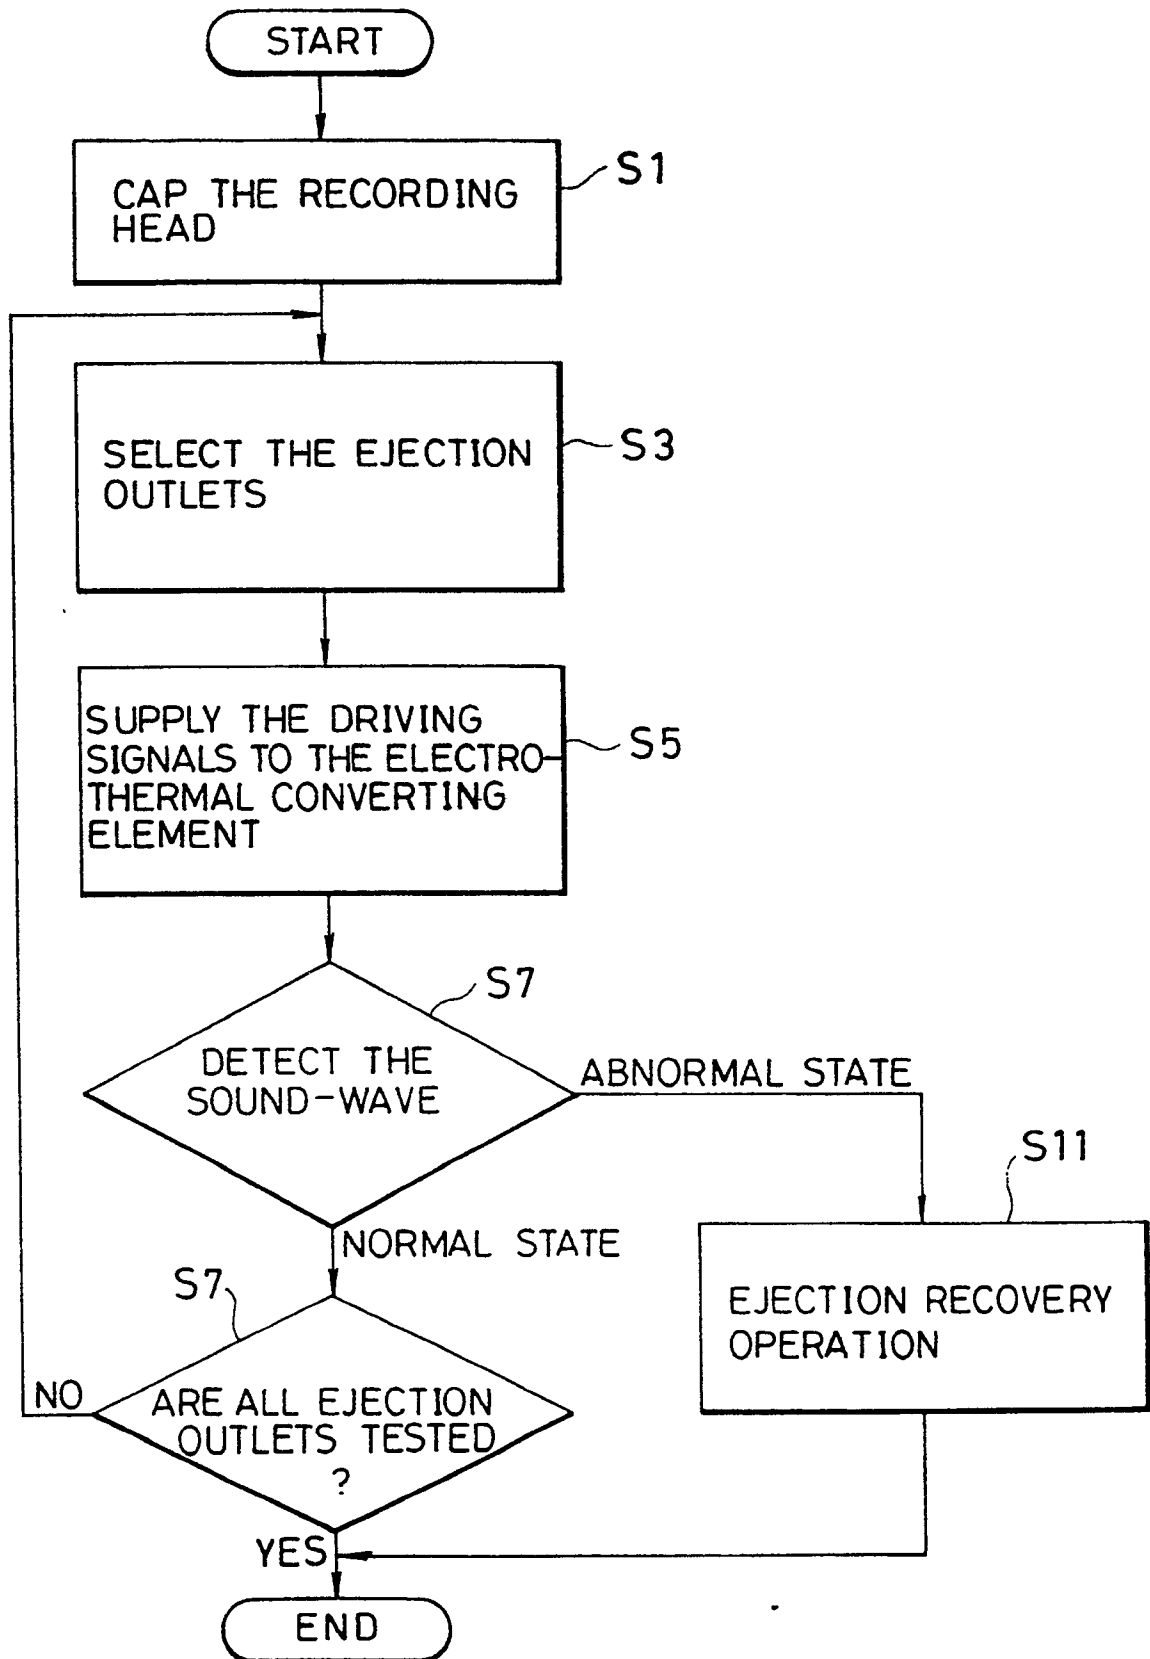 START
CAP THE RECORDING
HEAD
S1
SELECT THE EJECTION
OUTLETS
S3
SUPPLY THE DRIVING
SIGNALS TO THE ELECTRO-
THERMAL CONVERTING
ELEMENT
S5
S7
DETECT THE
SOUND-WAVE
ABNORMAL STATE
S11
NORMAL STATE
S7
EJECTION RECOVERY
OPERATION
NO
ARE ALL EJECTION
OUTLETS TESTED
?
YES
END